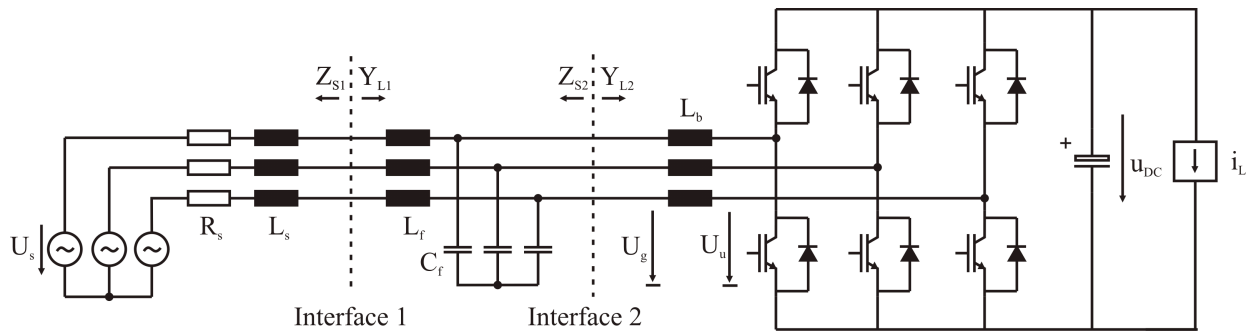 Z_S1 Y_L1
Z_S2 Y_L2
L_b
+
u_DC
i_L
U_s
R_s
L_s
L_f
C_f
U_g
U_u
Interface 1
Interface 2